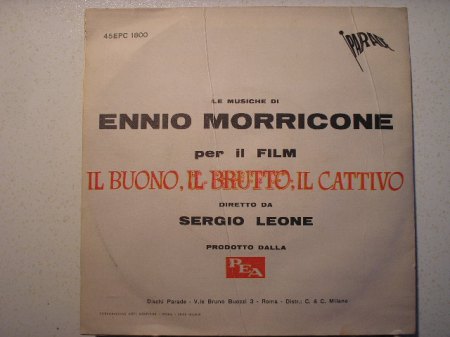 45EPC 1800
PARADE
LE MUSICHE DI
ENNIO MORRICONE
per il FILM
IL BUONO, IL BRUTTO, IL CATTIVO
DIRETTO DA
SERGIO LEONE
PRODOTTO DALLA
PEA
Dischi Parade - V.le Bruno Buozzi 3 - Roma - Distr.: C. & C. Milano